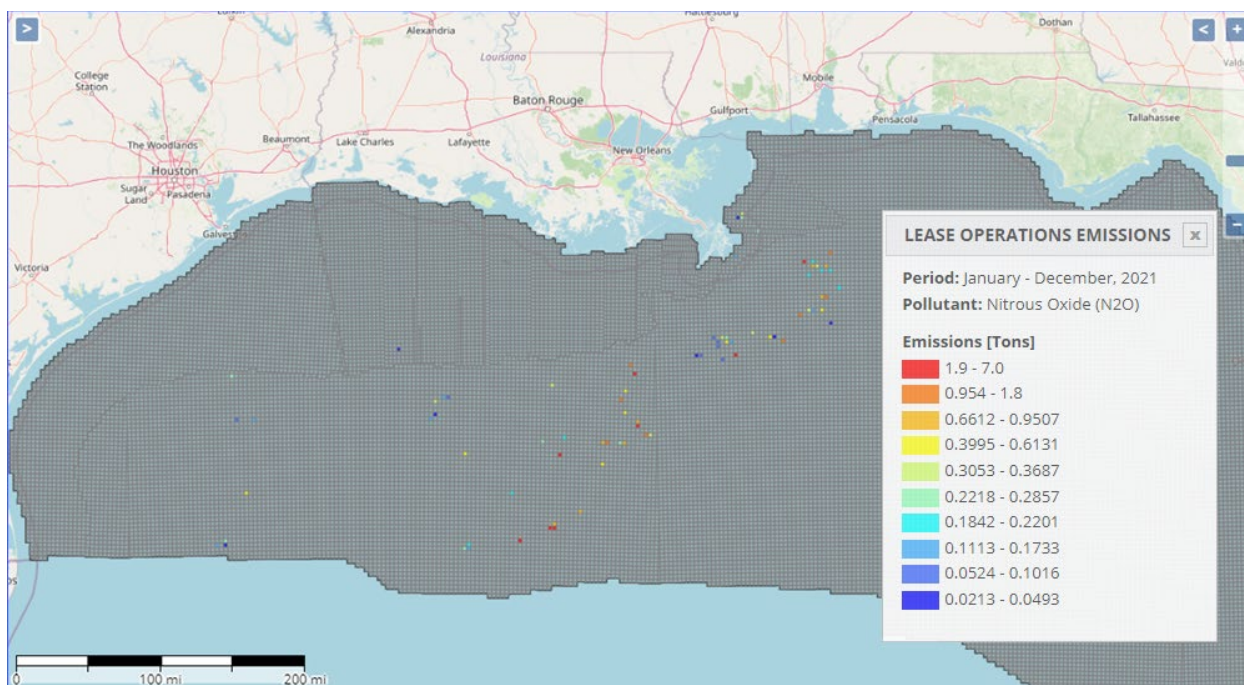 >
<
+
Alexandria
Dothan
Louisiana
College
Station
Mobile
Baton Rouge
Gulfport
Pensacola
Tallahassee
The Woodlands
Beaumont
Lake Charles
Lafayette
New Orleans
Houston
Sugar
Land
Pasadena
Victoria
LEASE OPERATIONS EMISSIONS x
Period: January - December, 2021
Pollutant: Nitrous Oxide (N2O)
Emissions [Tons]
1.9 - 7.0
0.954 - 1.8
0.6612 - 0.9507
0.3995 - 0.6131
0.3053 - 0.3687
0.2218 - 0.2857
0.1842 - 0.2201
0.1113 - 0.1733
0.0524 - 0.1016
0.0213 - 0.0493
0 100 mi 200 mi